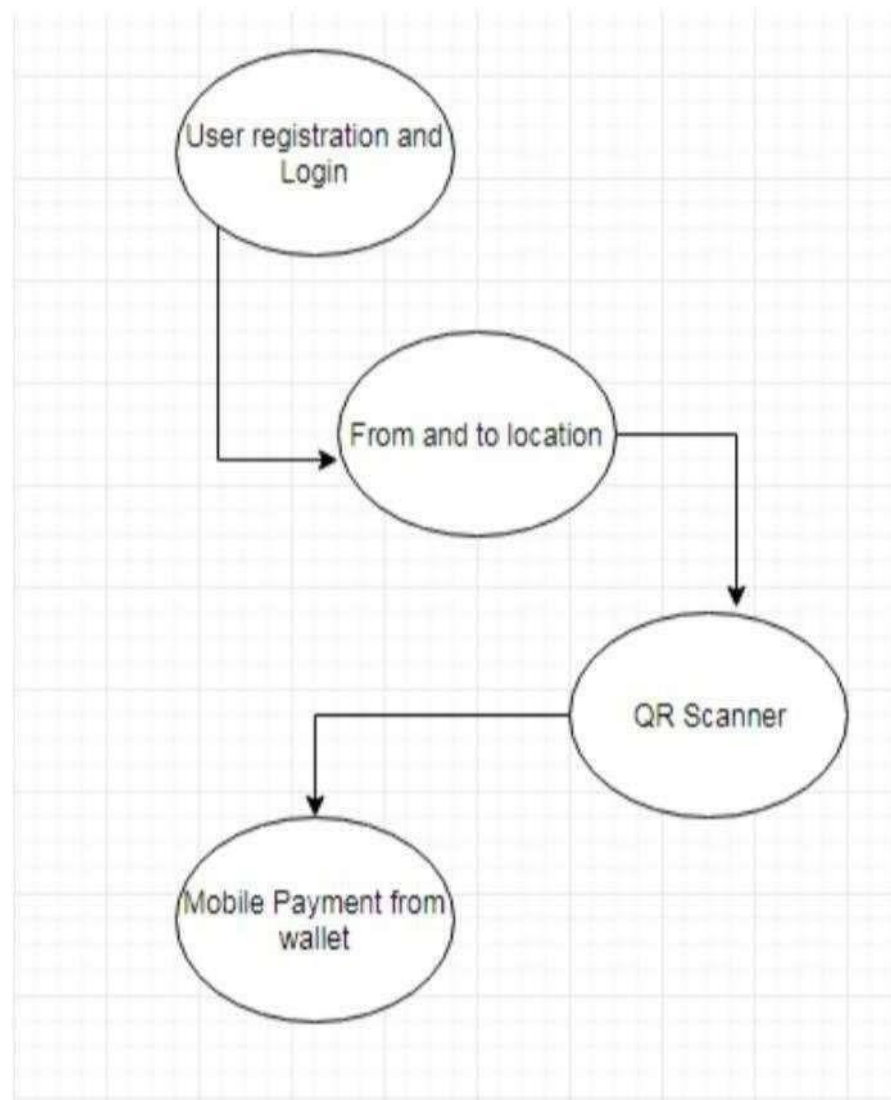 User registration and
Login
From and to location
QR Scanner
Mobile Payment from
wallet